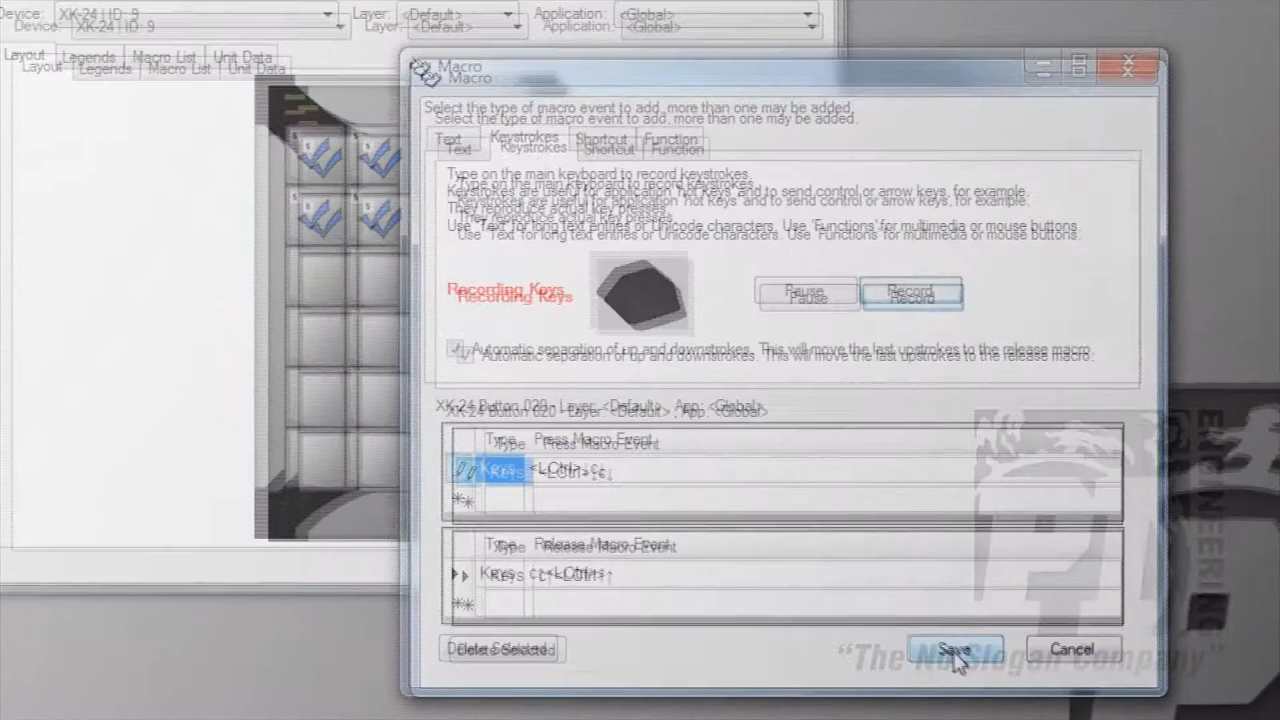 Device: XK-24 | ID: 9 Layer: <Default> Application: <Global>
Layout Legends Macro List Unit Data
Macro
Select the type of macro event to add, more than one may be added.
Text Keystrokes Shortcut Function
Type on the main keyboard to record keystrokes.
Keystrokes are useful for application 'hot keys' and to send control or arrow keys, for example.
They reproduce actual key presses.
Use 'Text' for long text entries or Unicode characters. Use 'Functions' for multimedia or mouse buttons.
Recording Keys Pause Record
Automatic separation of up and downstrokes. This will move the last upstrokes to the release macro.
XK-24 Button 020 - Layer: <Default>, App: <Global>
Type Press Macro Event
Keys <LCtrl>↓c↓
Type Release Macro Event
Keys c↑<LCtrl>↑
Delete Selected Save Cancel
"The No Slogan Company"